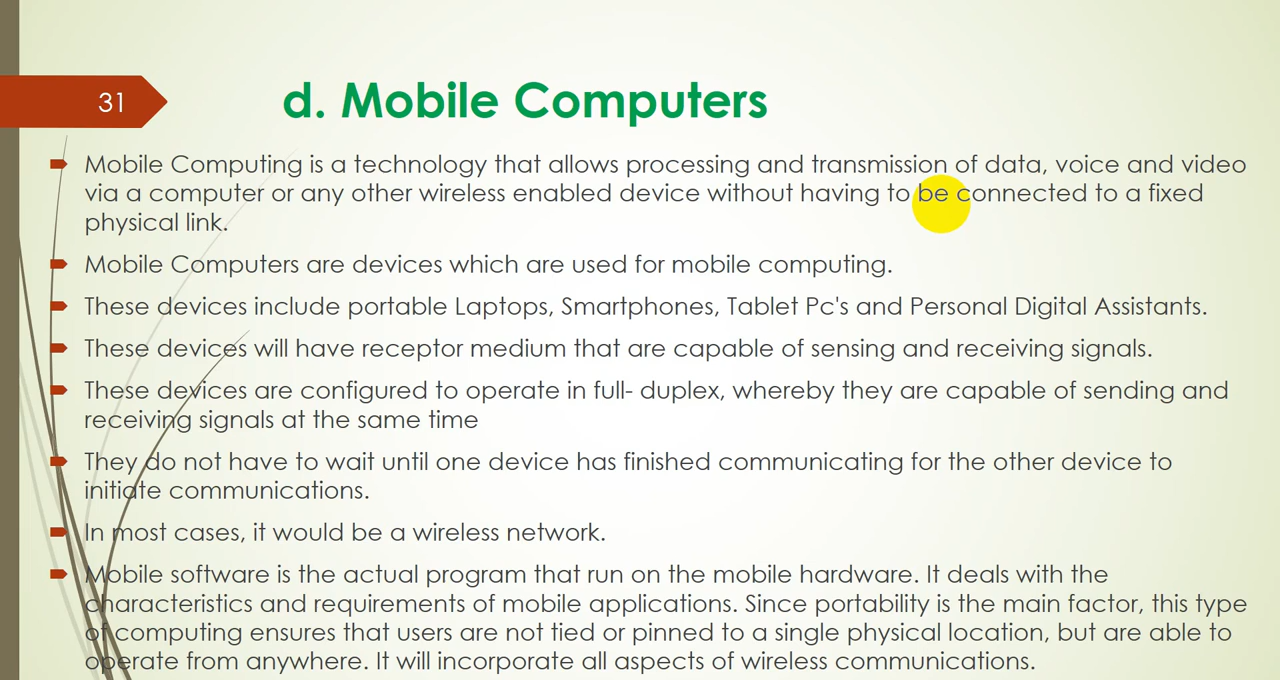 31
d. Mobile Computers
Mobile Computing is a technology that allows processing and transmission of data, voice and video
via a computer or any other wireless enabled device without having to be connected to a fixed
physical link.
Mobile Computers are devices which are used for mobile computing.
These devices include portable Laptops, Smartphones, Tablet Pc's and Personal Digital Assistants.
These devices will have receptor medium that are capable of sensing and receiving signals.
These devices are configured to operate in full- duplex, whereby they are capable of sending and
receiving signals at the same time
They do not have to wait until one device has finished communicating for the other device to
initiate communications.
In most cases, it would be a wireless network.
Mobile software is the actual program that run on the mobile hardware. It deals with the
characteristics and requirements of mobile applications. Since portability is the main factor, this type
of computing ensures that users are not tied or pinned to a single physical location, but are able to
operate from anywhere. It will incorporate all aspects of wireless communications.